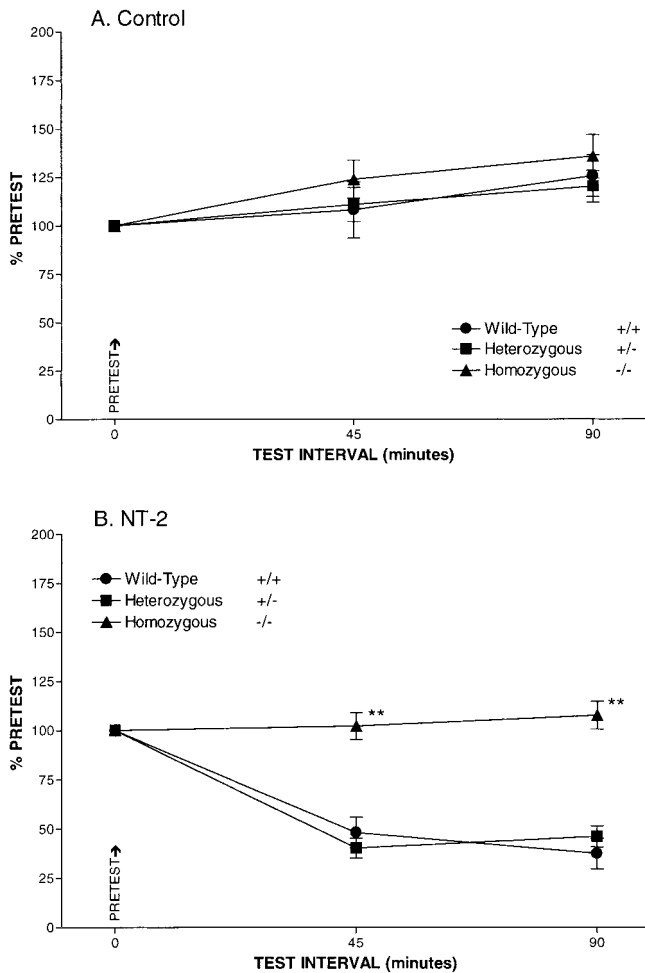 A. Control
200
175
150
125
100
75
50
25
0
% PRETEST
PRETEST→
Wild-Type +/+
Heterozygous +/-
Homozygous -/-
0 45 90
TEST INTERVAL (minutes)
B. NT-2
200
175
150
125
100
75
50
25
0
% PRETEST
Wild-Type +/+
Heterozygous +/-
Homozygous -/-
**
**
PRETEST→
0 45 90
TEST INTERVAL (minutes)